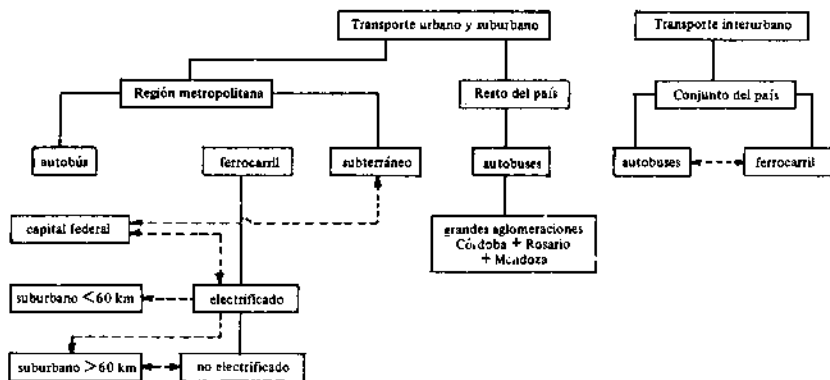 Transporte urbano y suburbano
Transporte interurbano
Región metropolitana
Resto del país
Conjunto del país
autobús
ferrocarril
subterráneo
autobuses
autobuses
ferrocarril
capital federal
grandes aglomeraciones
Córdoba + Rosario
+ Mendoza
suburbano <60 km
electrificado
suburbano >60 km
no electrificado